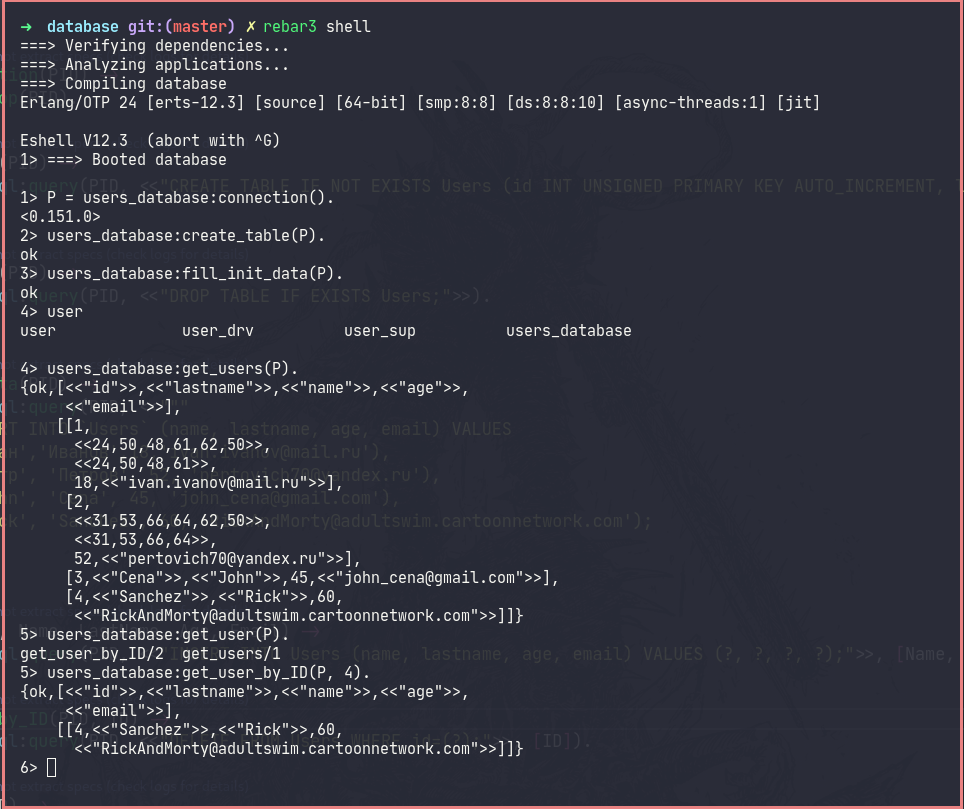 ➜  database git:(master) ✗ rebar3 shell
===> Verifying dependencies...
===> Analyzing applications...
===> Compiling database
Erlang/OTP 24 [erts-12.3] [source] [64-bit] [smp:8:8] [ds:8:8:10] [async-threads:1] [jit]
Eshell V12.3  (abort with ^G)
1> ===> Booted database
1> P = users_database:connection().
<0.151.0>
2> users_database:create_table(P).
ok
3> users_database:fill_init_data(P).
ok
4> user
user              user_drv          user_sup          users_database
4> users_database:get_users(P).
{ok,[<<"id">>,<<"lastname">>,<<"name">>,<<"age">>,
     <<"email">>],
    [[1,
      <<24,50,48,61,62,50>>,
      <<24,50,48,61>>,
      18,<<"ivan.ivanov@mail.ru">>],
     [2,
      <<31,53,66,64,62,50>>,
      <<31,53,66,64>>,
      52,<<"pertovich70@yandex.ru">>],
     [3,<<"Cena">>,<<"John">>,45,<<"john_cena@gmail.com">>],
     [4,<<"Sanchez">>,<<"Rick">>,60,
      <<"RickAndMorty@adultswim.cartoonnetwork.com">>]]}
5> users_database:get_user(P).
get_user_by_ID/2  get_users/1
5> users_database:get_user_by_ID(P, 4).
{ok,[<<"id">>,<<"lastname">>,<<"name">>,<<"age">>,
     <<"email">>],
    [[4,<<"Sanchez">>,<<"Rick">>,60,
      <<"RickAndMorty@adultswim.cartoonnetwork.com">>]]}
6>